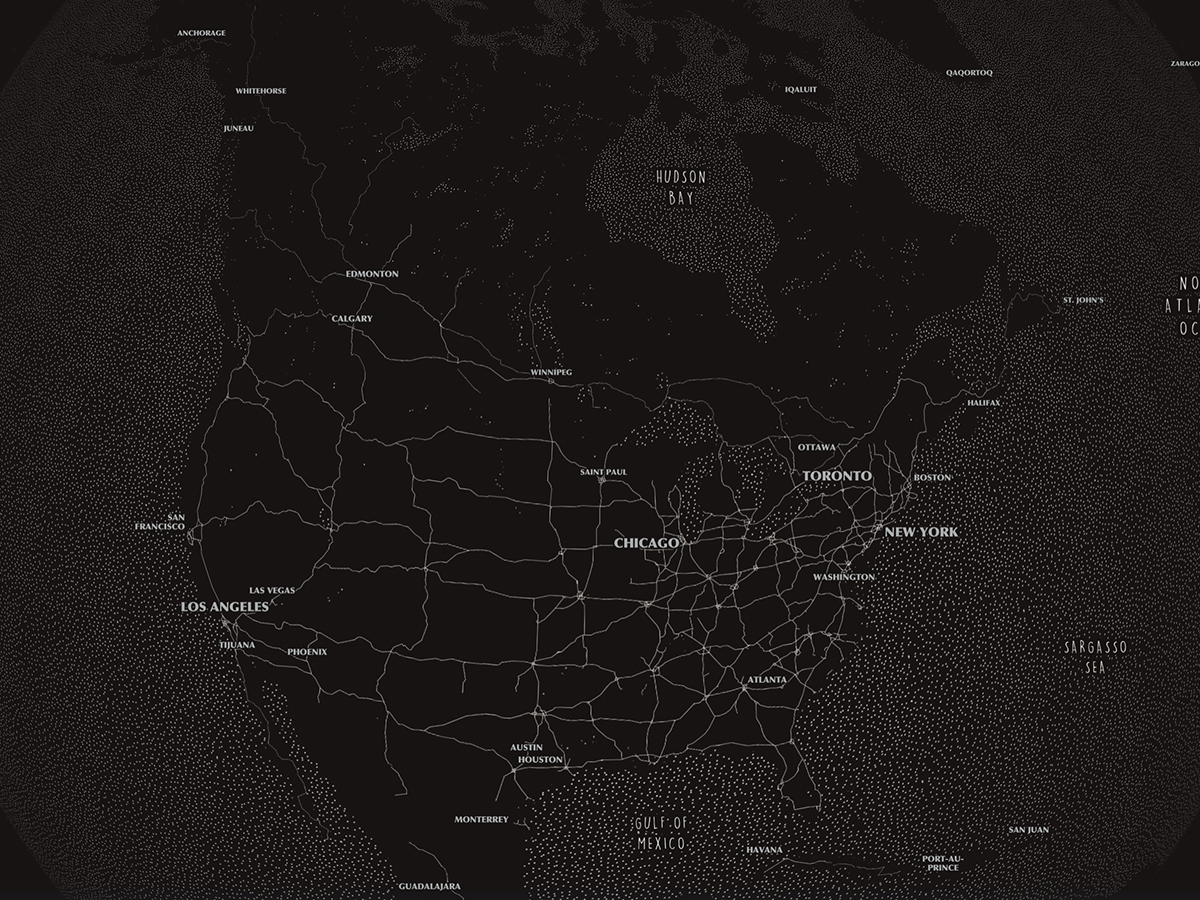 ANCHORAGE
ZARAGO
QAQORTOQ
WHITEHORSE
IQALUIT
JUNEAU
HUDSON
BAY
EDMONTON
NO
ATLA
OC
ST. JOHN'S
CALGARY
WINNIPEG
HALIFAX
OTTAWA
SAINT PAUL
TORONTO
BOSTON
SAN
FRANCISCO
NEW YORK
CHICAGO
WASHINGTON
LAS VEGAS
LOS ANGELES
TIJUANA
PHOENIX
SARGASSO
SEA
ATLANTA
AUSTIN
HOUSTON
MONTERREY
GULF OF
MEXICO
SAN JUAN
HAVANA
PORT-AU-
PRINCE
GUADALAJARA